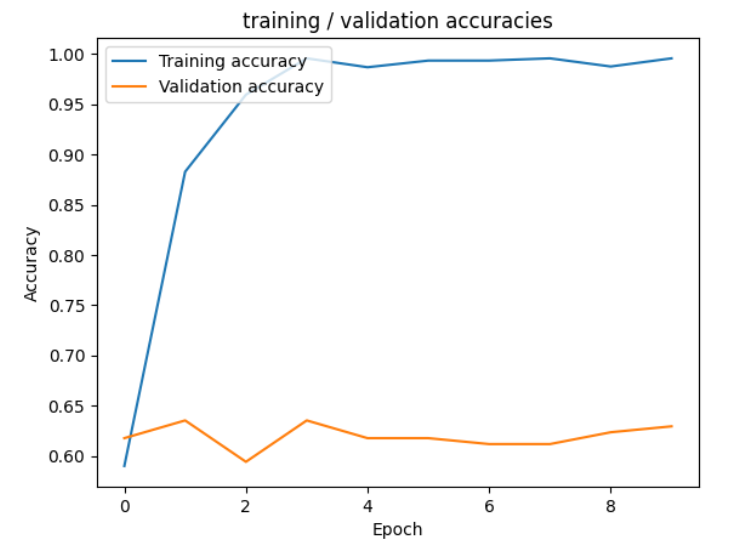 training / validation accuracies
Training accuracy
Validation accuracy
1.00
0.95
0.90
0.85
0.80
0.75
0.70
0.65
0.60
Accuracy
0 2 4 6 8
Epoch